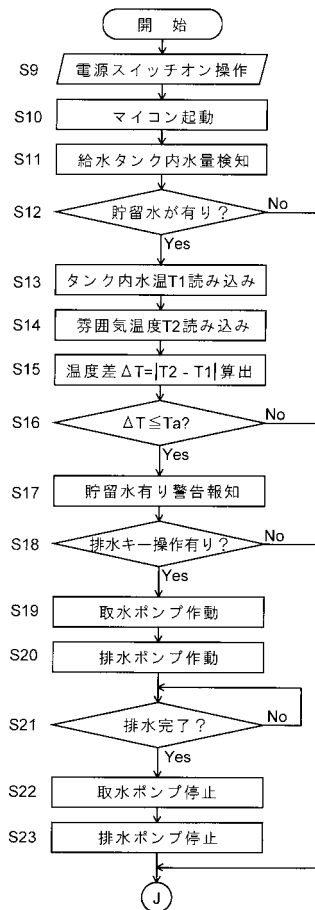 開　始
S9 電源スイッチオン操作
S10 マイコン起動
S11 給水タンク内水量検知
S12 貯留水が有り？ No
Yes
S13 タンク内水温T1読み込み
S14 雰囲気温度T2読み込み
S15 温度差ΔT=|T2 - T1|算出
S16 ΔT≦Ta? No
Yes
S17 貯留水有り警告報知
S18 排水キー操作有り？ No
Yes
S19 取水ポンプ作動
S20 排水ポンプ作動
S21 排水完了？ No
Yes
S22 取水ポンプ停止
S23 排水ポンプ停止
J